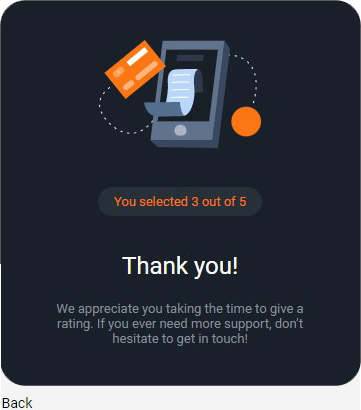 You selected 3 out of 5
Thank you!
We appreciate you taking the time to give a
rating. If you ever need more support, don’t
hesitate to get in touch!
Back